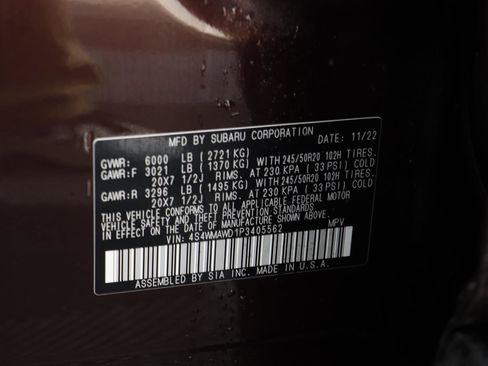 MFD BY SUBARU CORPORATION DATE: 11/22
GVWR: 6000 LB (2721 KG)
GAWR:F 3021 LB (1370 KG) WITH 245/50R20 102H TIRES.
20X7 1/2J RIMS. AT 230 KPA ( 33 PSI) COLD
GAWR:R 3296 LB (1495 KG) WITH 245/50R20 102H TIRES.
20X7 1/2J RIMS. AT 230 KPA ( 33 PSI) COLD
THIS VEHICLE CONFORMS TO ALL APPLICABLE FEDERAL MOTOR
VEHICLE SAFETY AND THEFT PREVENTION STANDARDS
IN EFFECT ON THE DATE OF MANUFACTURE SHOWN ABOVE.
VIN: 4S4WMAWD1P3405562 MPV
ASSEMBLED BY SIA INC. MADE IN U.S.A.